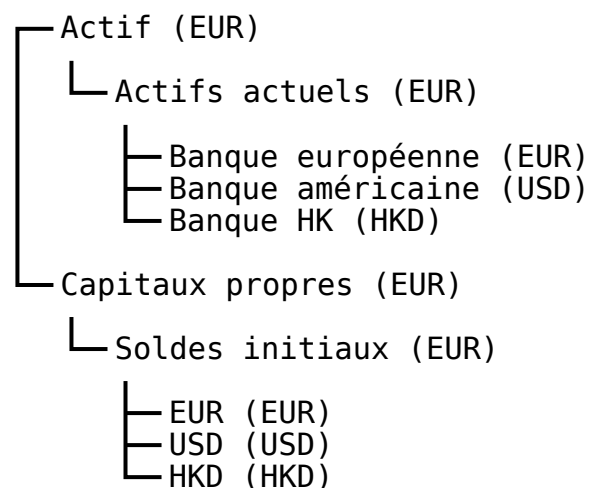 Actif (EUR)
Actifs actuels (EUR)
Banque européenne (EUR)
Banque américaine (USD)
Banque HK (HKD)
Capitaux propres (EUR)
Soldes initiaux (EUR)
EUR (EUR)
USD (USD)
HKD (HKD)